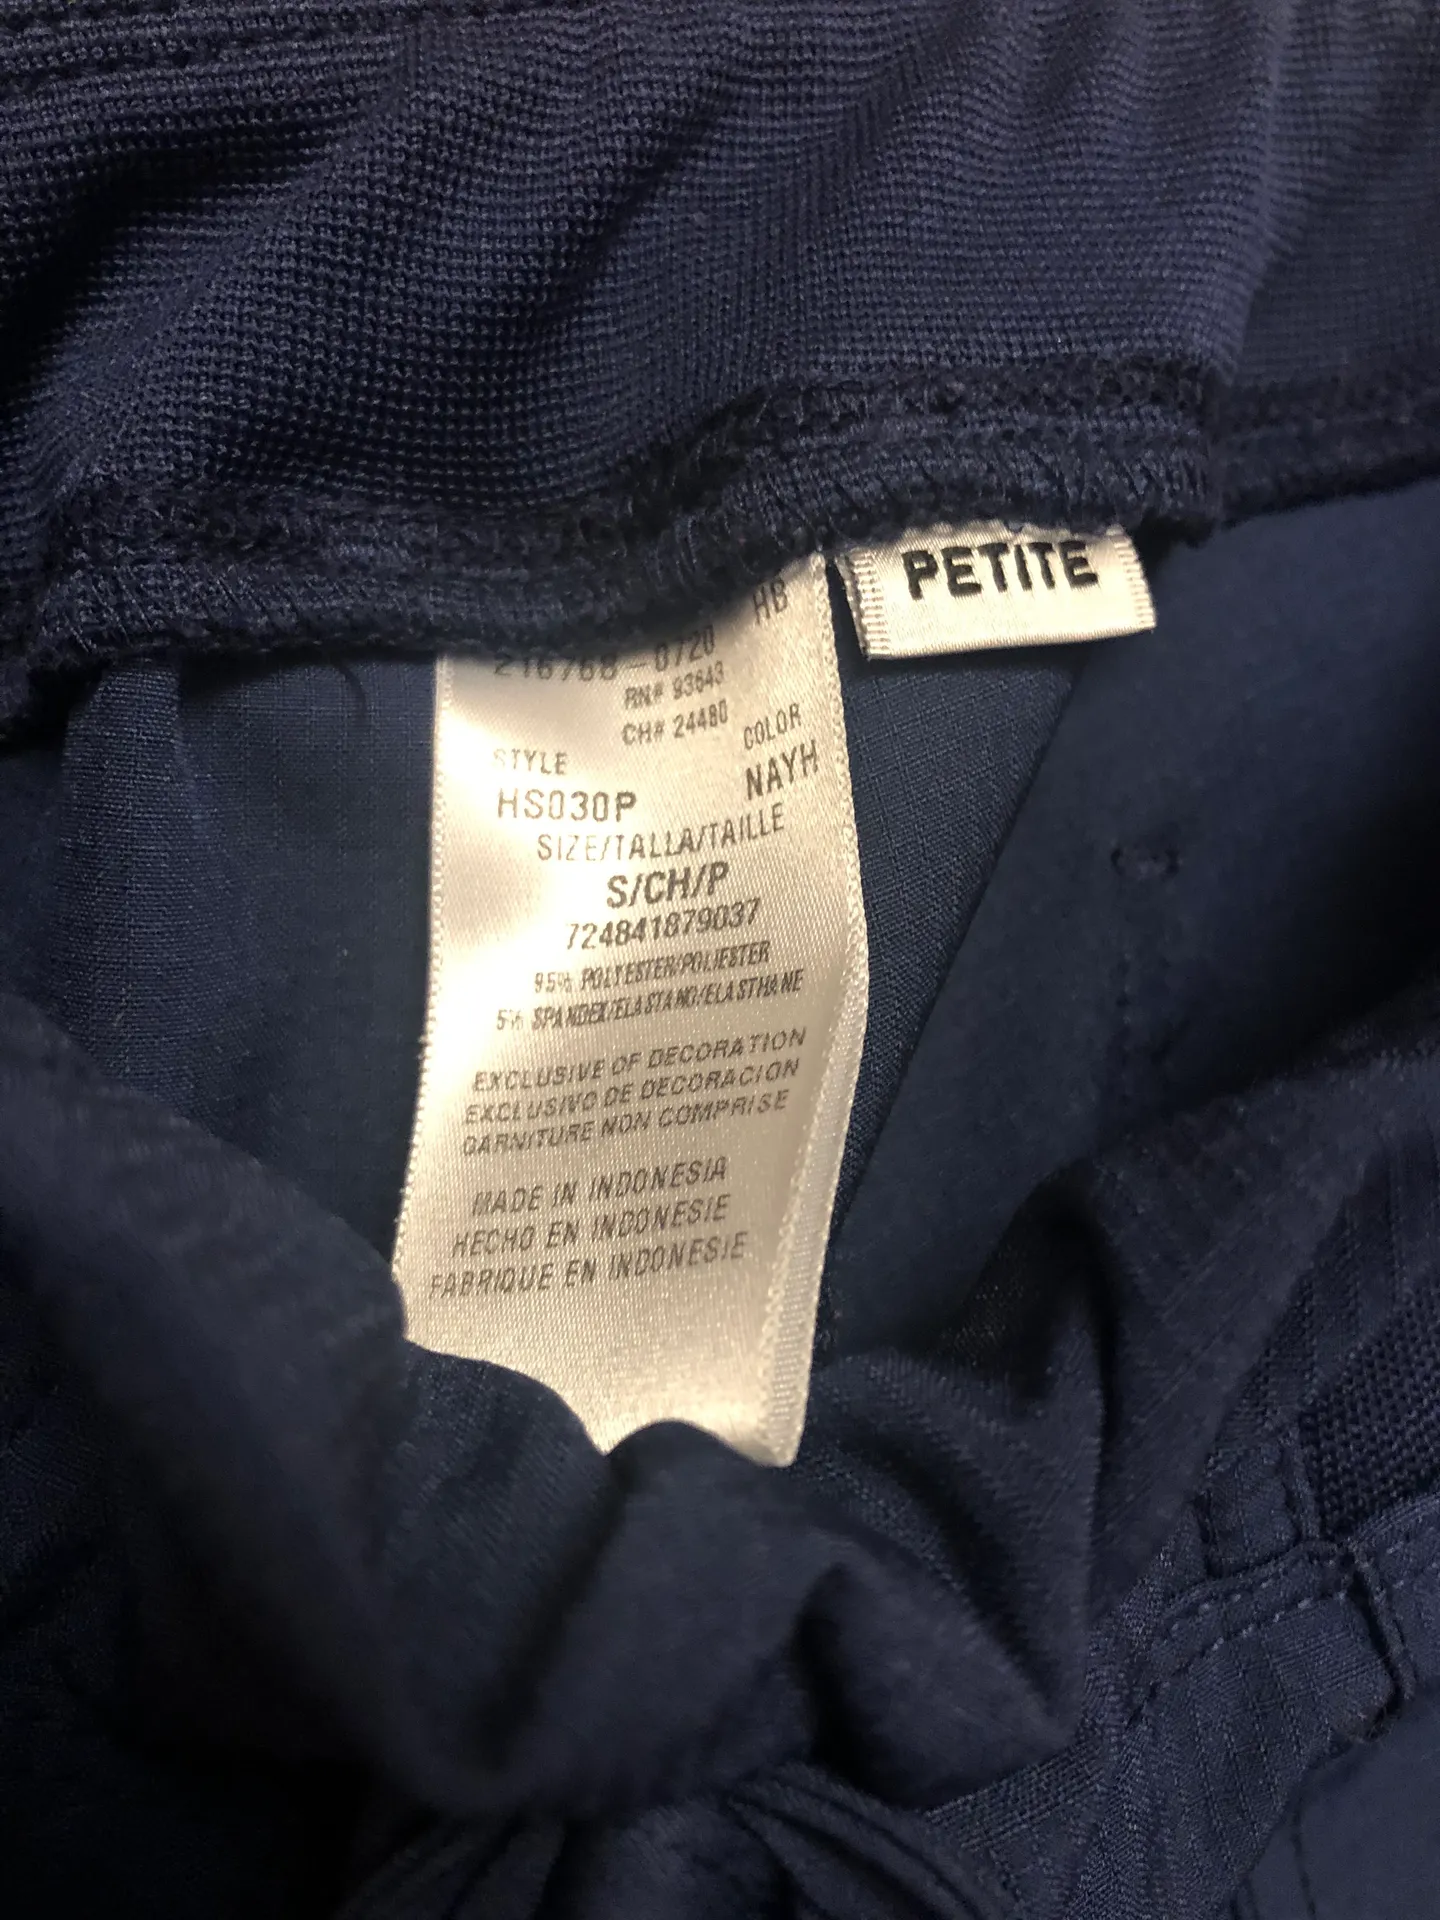 PETITE
HB
216768-0720
RN# 93643
CH# 24480
STYLE
COLOR
HS030P
NAYH
SIZE/TALLA/TAILLE
S/CH/P
724841879037
95% POLYESTER/POLIESTER
5% SPANDEX/ELASTANO/ELASTHANE
EXCLUSIVE OF DECORATION
EXCLUSIVO DE DECORACION
GARNITURE NON COMPRISE
MADE IN INDONESIA
HECHO EN INDONESIE
FABRIQUE EN INDONESIE